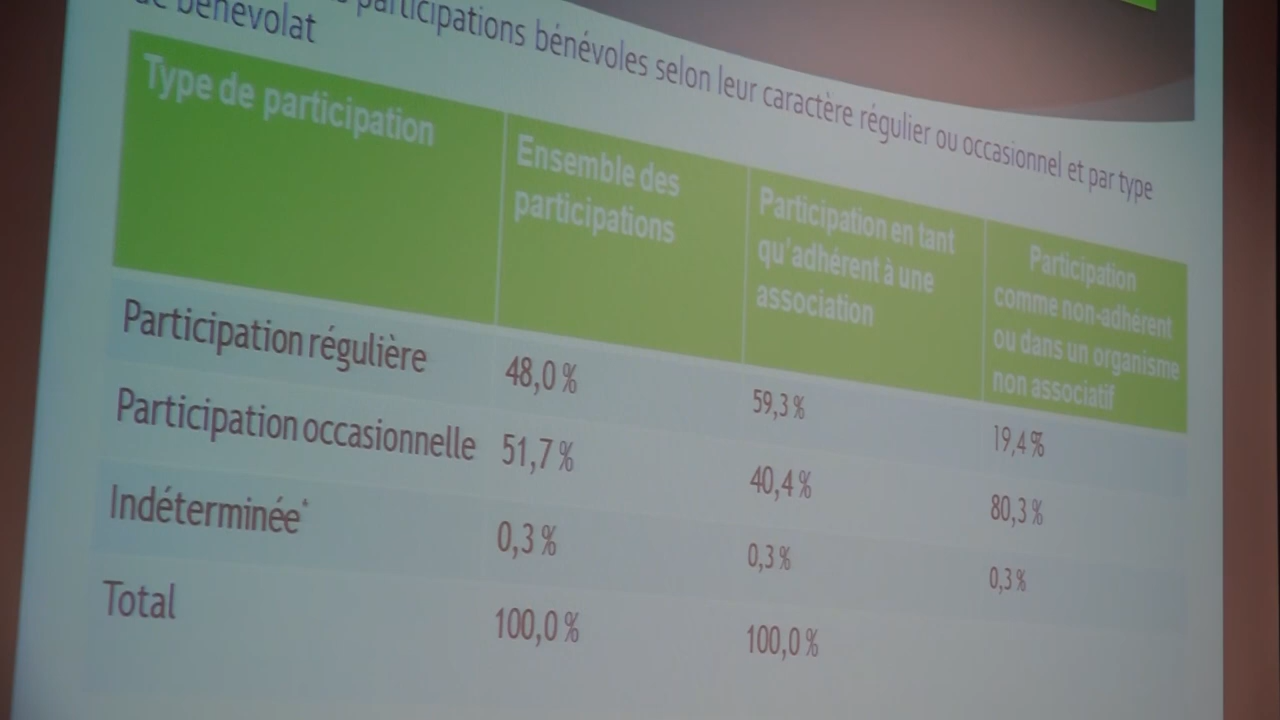 participations bénévoles selon leur caractère régulier ou occasionnel et par type
de bénévolat
Type de participation
Ensemble des
participations
Participation en tant
qu'adhérent à une
association
Participation
comme non-adhérent
ou dans un organisme
non associatif
Participation régulière
48,0 %
59,3 %
19,4 %
Participation occasionnelle
51,7 %
40,4 %
80,3 %
Indéterminée*
0,3 %
0,3 %
0,3 %
Total
100,0 %
100,0 %